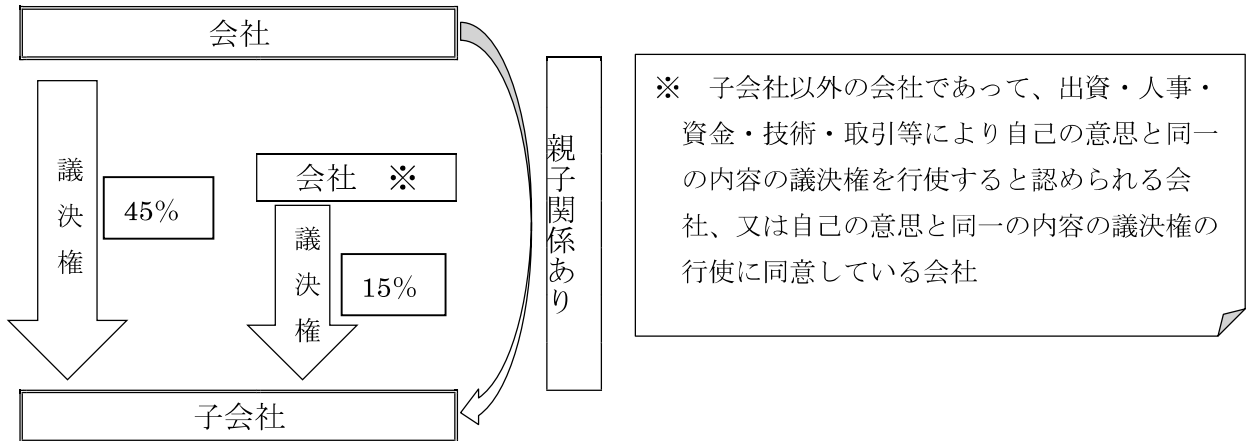 会社
議決権
45%
会社 ※
議決権
15%
子会社
親子関係あり
※ 子会社以外の会社であって、出資・人事・
資金・技術・取引等により自己の意思と同一
の内容の議決権を行使すると認められる会
社、又は自己の意思と同一の内容の議決権の
行使に同意している会社